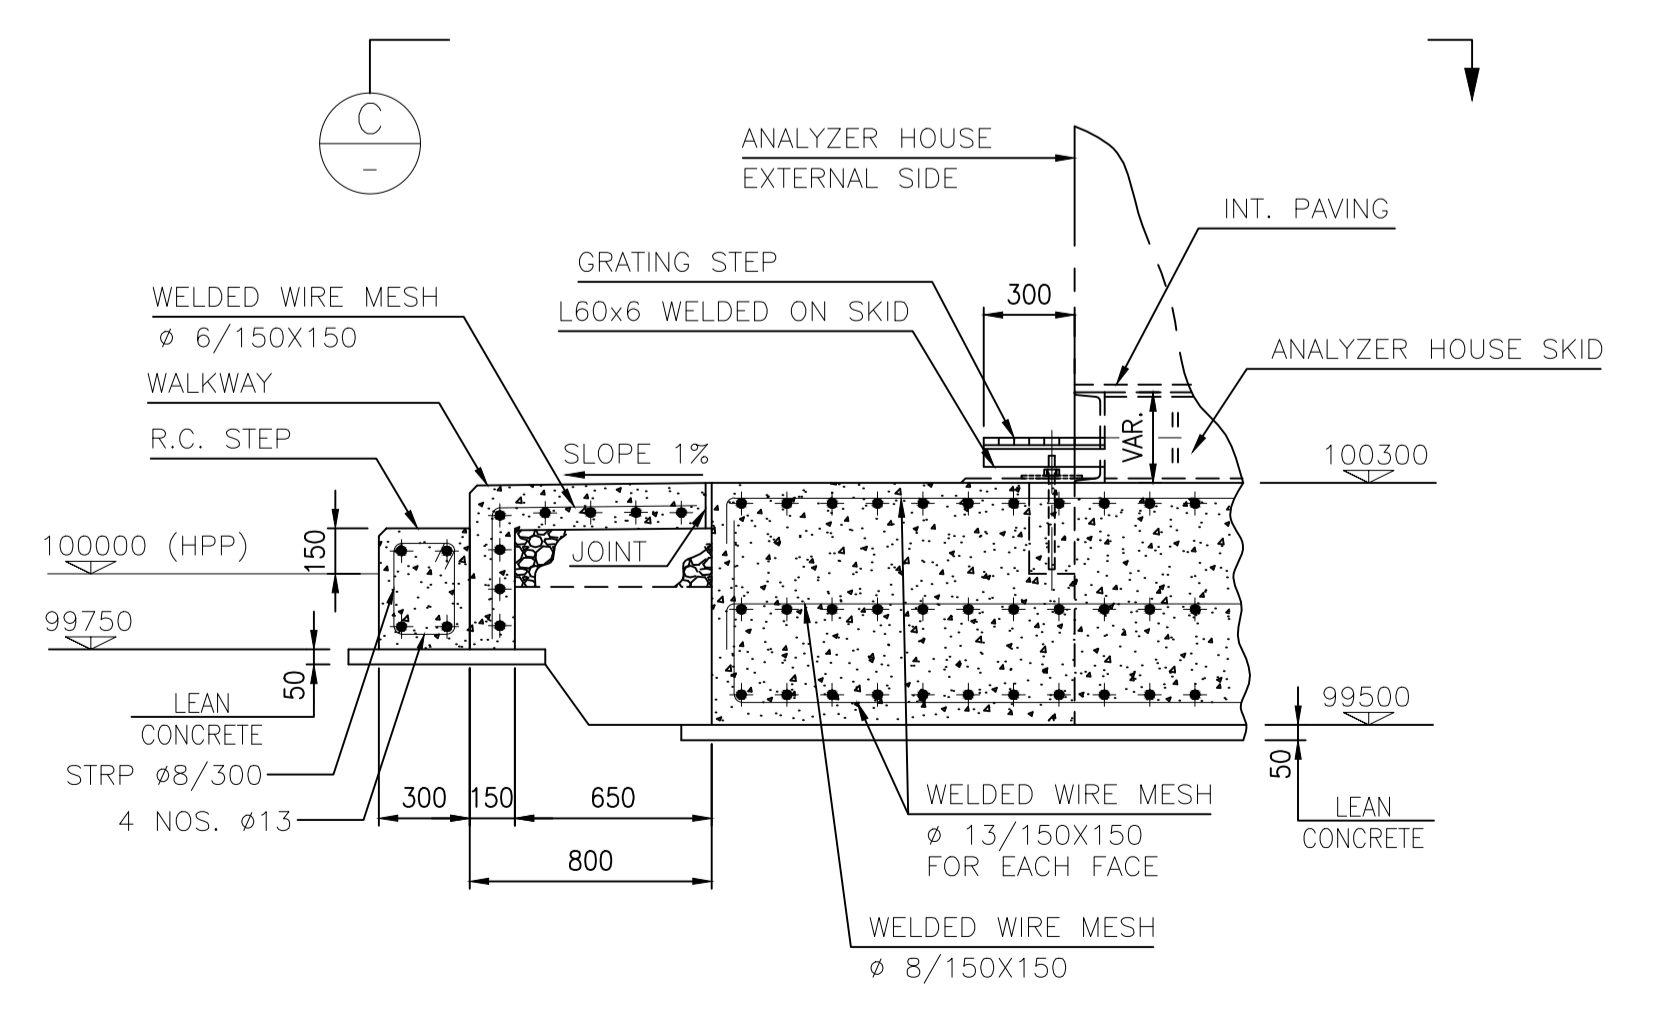 C
-
ANALYZER HOUSE
EXTERNAL SIDE
INT. PAVING
GRATING STEP
300
WELDED WIRE MESH
ø 6/150X150
L60x6 WELDED ON SKID
ANALYZER HOUSE SKID
WALKWAY
VAR.
R.C. STEP
SLOPE 1%
100300
150
100000 (HPP)
JOINT
99750
50
LEAN
CONCRETE
99500
50
STRP ø8/300
4 NOS. ø13
300
150
650
WELDED WIRE MESH
ø 13/150X150
FOR EACH FACE
LEAN
CONCRETE
800
WELDED WIRE MESH
ø 8/150X150